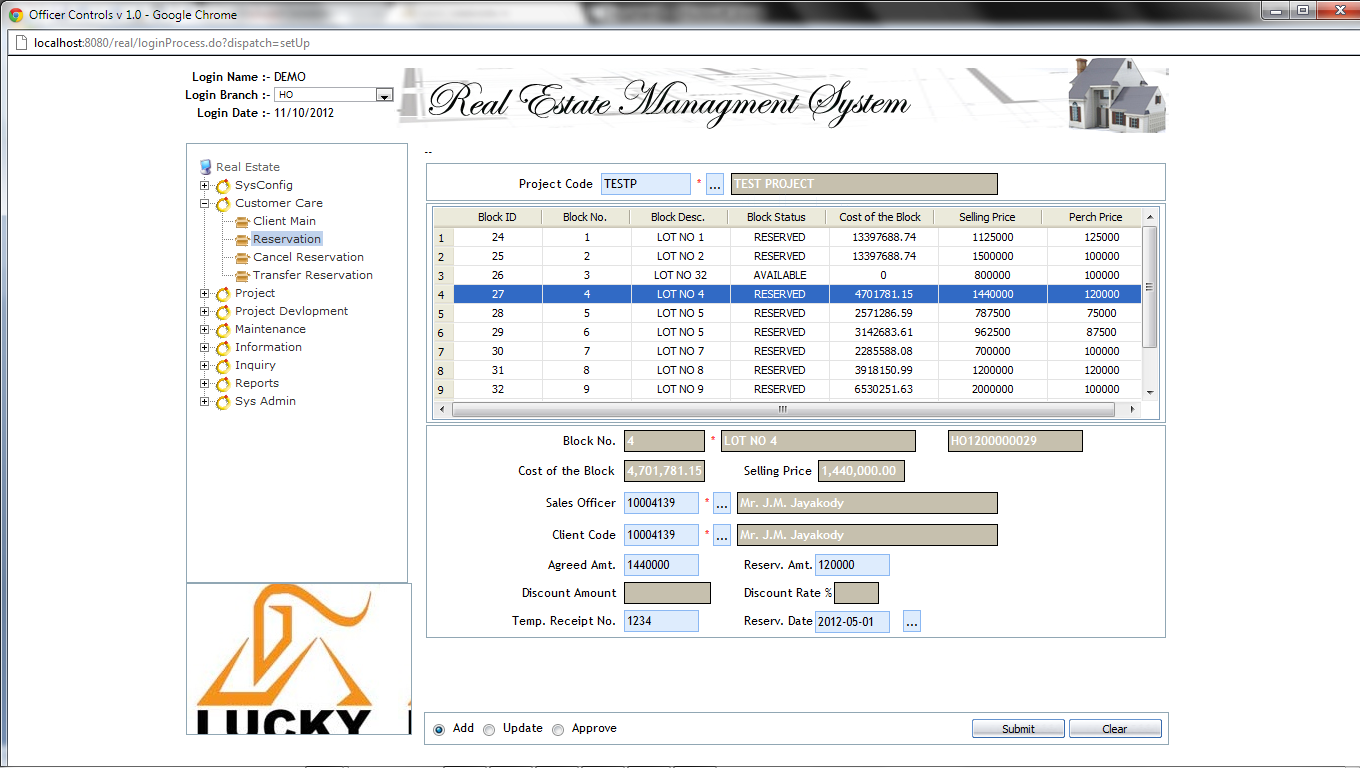 Officer Controls v 1.0 - Google Chrome
localhost:8080/real/loginProcess.do?dispatch=setUp
Login Name :- DEMO
Login Branch :- HO
Login Date :- 11/10/2012
Real Estate Managment System
Real Estate
SysConfig
Customer Care
Client Main
Reservation
Cancel Reservation
Transfer Reservation
Project
Project Devlopment
Maintenance
Information
Inquiry
Reports
Sys Admin
LUCKY
--
Project Code TESTP * ... TEST PROJECT
Block ID Block No. Block Desc. Block Status Cost of the Block Selling Price Perch Price
1 24 1 LOT NO 1 RESERVED 13397688.74 1125000 125000
2 25 2 LOT NO 2 RESERVED 13397688.74 1500000 100000
3 26 3 LOT NO 32 AVAILABLE 0 800000 100000
4 27 4 LOT NO 4 RESERVED 4701781.15 1440000 120000
5 28 5 LOT NO 5 RESERVED 2571286.59 787500 75000
6 29 6 LOT NO 5 RESERVED 3142683.61 962500 87500
7 30 7 LOT NO 7 RESERVED 2285588.08 700000 100000
8 31 8 LOT NO 8 RESERVED 3918150.99 1200000 120000
9 32 9 LOT NO 9 RESERVED 6530251.63 2000000 100000
Block No. 4 * LOT NO 4 HO1200000029
Cost of the Block 4,701,781.15 Selling Price 1,440,000.00
Sales Officer 10004139 * ... Mr. J.M. Jayakody
Client Code 10004139 * ... Mr. J.M. Jayakody
Agreed Amt. 1440000 Reserv. Amt. 120000
Discount Amount Discount Rate %
Temp. Receipt No. 1234 Reserv. Date 2012-05-01 ...
Add Update Approve Submit Clear